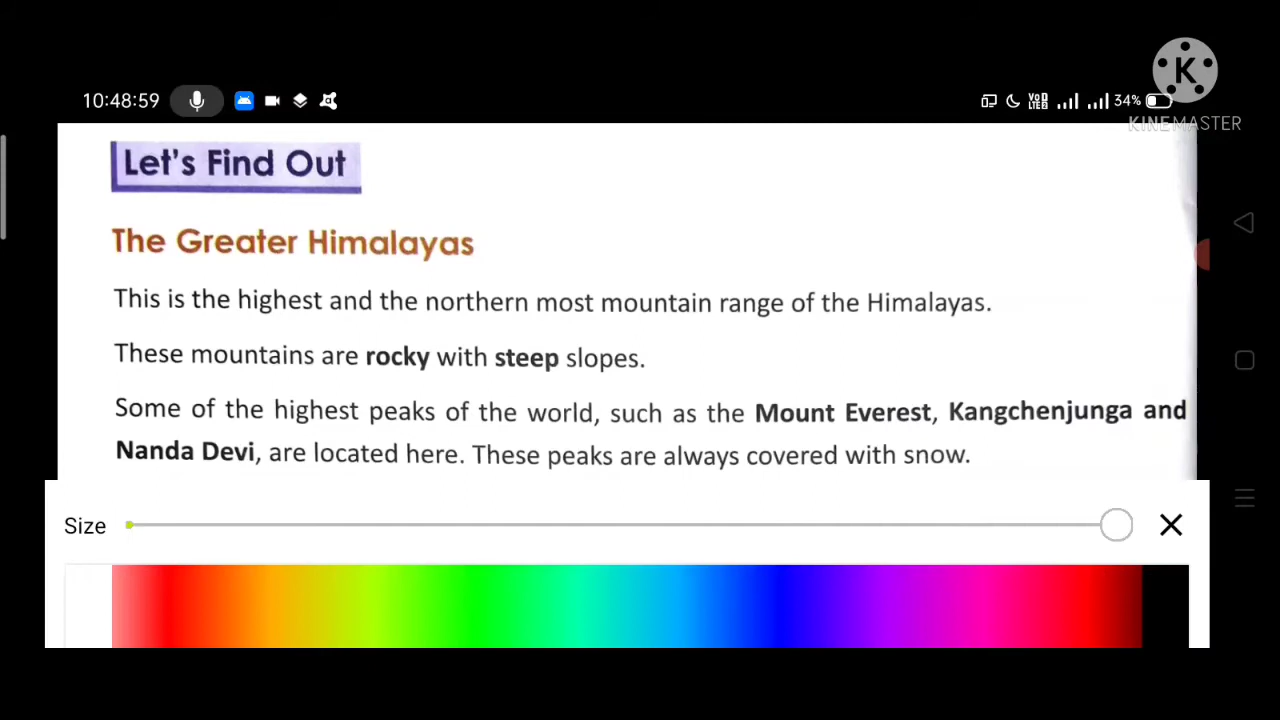 10:48:59
VoD LTE2 34%
K
KINEMASTER
Let's Find Out
The Greater Himalayas
This is the highest and the northern most mountain range of the Himalayas.
These mountains are rocky with steep slopes.
Some of the highest peaks of the world, such as the Mount Everest, Kangchenjunga and
Nanda Devi, are located here. These peaks are always covered with snow.
Size